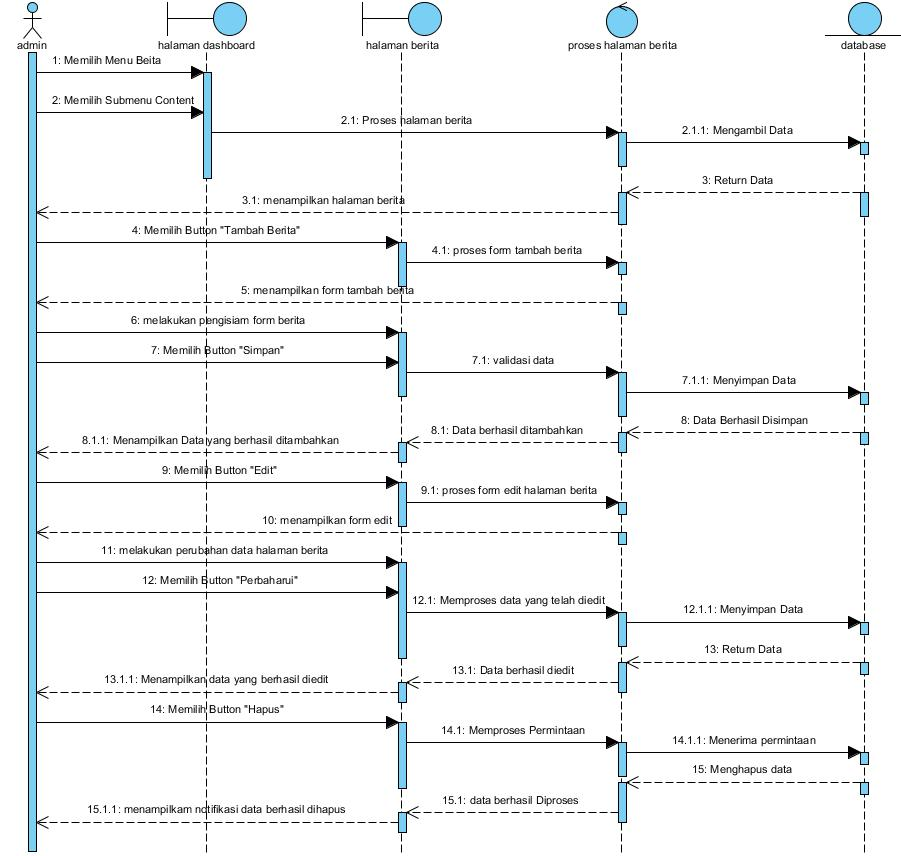 admin
halaman dashboard
halaman berita
proses halaman berita
database
1: Memilih Menu Beita
2: Memilih Submenu Content
2.1: Proses halaman berita
2.1.1: Mengambil Data
3: Return Data
3.1: menampilkan halaman berita
4: Memilih Button "Tambah Berita"
4.1: proses form tambah berita
5: menampilkan form tambah berita
6: melakukan pengisiam form berita
7: Memilih Button "Simpan"
7.1: validasi data
7.1.1: Menyimpan Data
8: Data Berhasil Disimpan
8.1: Data berhasil ditambahkan
8.1.1: Menampilkan Data yang berhasil ditambahkan
9: Memilih Button "Edit"
9.1: proses form edit halaman berita
10: menampilkan form edit
11: melakukan perubahan data halaman berita
12: Memilih Button "Perbaharui"
12.1: Memproses data yang telah diedit
12.1.1: Menyimpan Data
13: Return Data
13.1: Data berhasil diedit
13.1.1: Menampilkan data yang berhasil diedit
14: Memilih Button "Hapus"
14.1: Memproses Permintaan
14.1.1: Menerima permintaan
15: Menghapus data
15.1: data berhasil Diproses
15.1.1: menampilkam notifikasi data berhasil dihapus